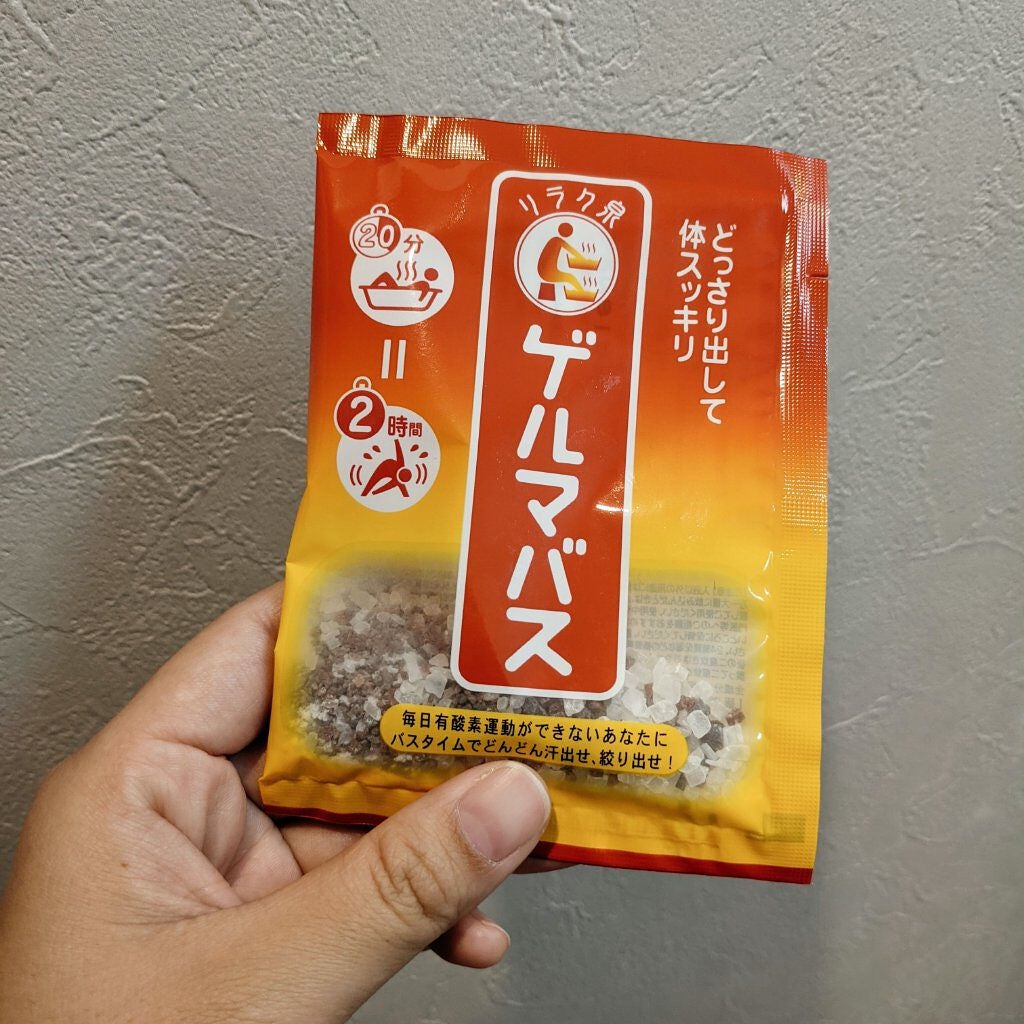 どっさり出して
体スッキリ
リラク泉
ゲルマバス
20分
=
2時間
毎日有酸素運動ができないあなたに
バスタイムでどんどん汗出せ、絞り出せ!